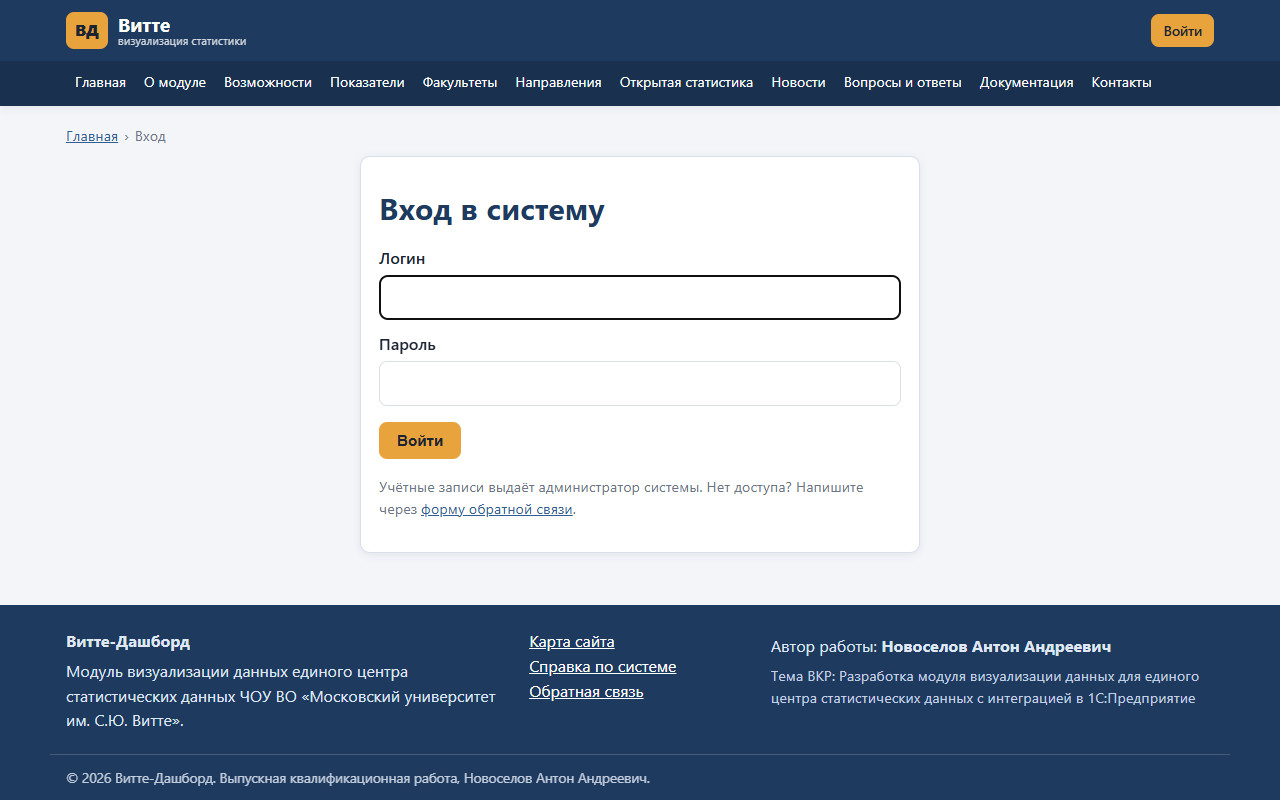 вд
Витте
визуализация статистики
Войти
Главная О модуле Возможности Показатели Факультеты Направления Открытая статистика Новости Вопросы и ответы Документация Контакты
Главная › Вход
Вход в систему
Логин
Пароль
Войти
Учётные записи выдаёт администратор системы. Нет доступа? Напишите
через форму обратной связи.
Витте-Дашборд
Модуль визуализации данных единого центра
статистических данных ЧОУ ВО «Московский университет
им. С.Ю. Витте».
Карта сайта
Справка по системе
Обратная связь
Автор работы: Новоселов Антон Андреевич
Тема ВКР: Разработка модуля визуализации данных для единого
центра статистических данных с интеграцией в 1С:Предприятие
© 2026 Витте-Дашборд. Выпускная квалификационная работа, Новоселов Антон Андреевич.